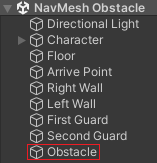 NavMesh Obstacle
Directional Light
Character
Floor
Arrive Point
Right Wall
Left Wall
First Guard
Second Guard
Obstacle